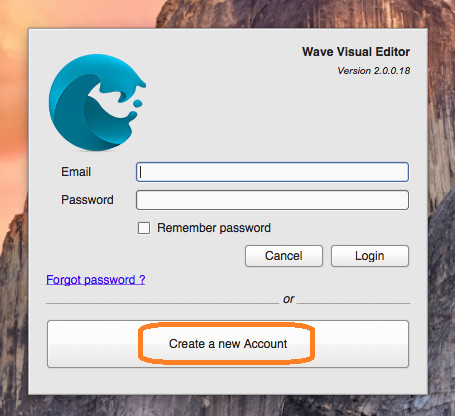 Wave Visual Editor
Version 2.0.0.18
Email
Password
Remember password
Cancel Login
Forgot password ?
or
Create a new Account